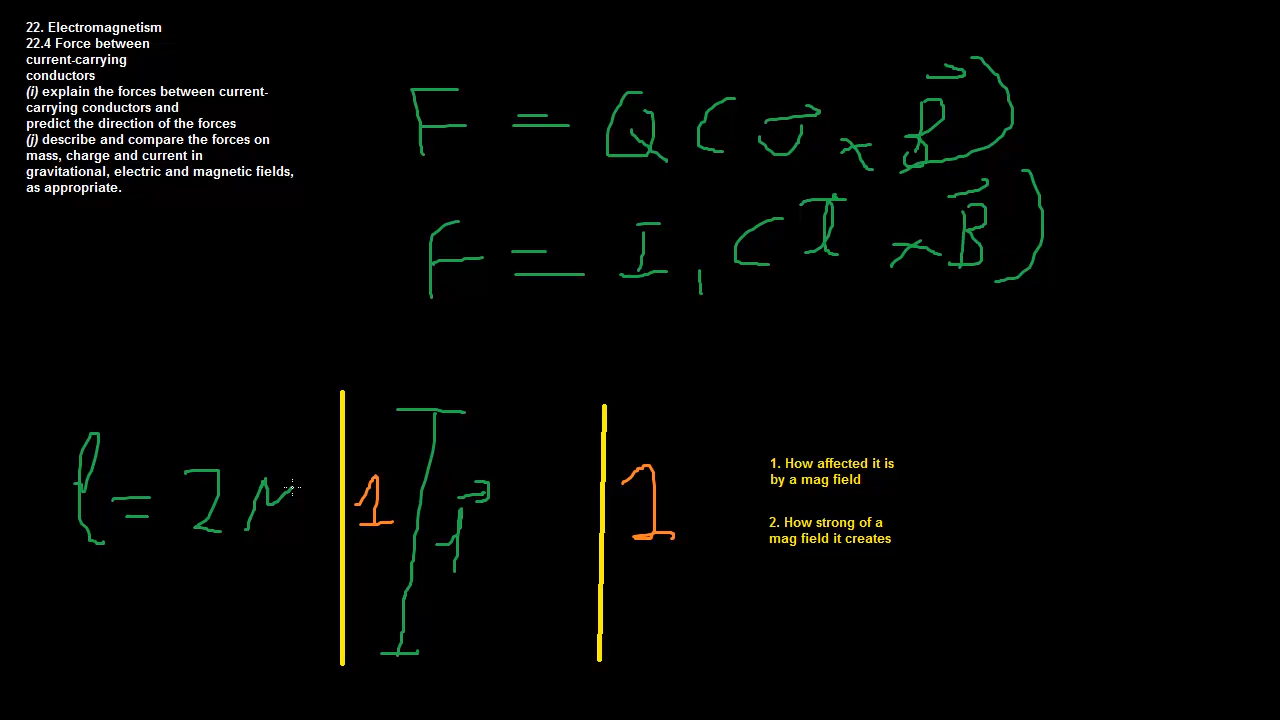 22. Electromagnetism
22.4 Force between
current-carrying
conductors
(i) explain the forces between current-
carrying conductors and
predict the direction of the forces
(j) describe and compare the forces on
mass, charge and current in
gravitational, electric and magnetic fields,
as appropriate.
F = Q (v × B)
F = I (l × B)
l = 2 m
1
l
1
1. How affected it is
by a mag field
2. How strong of a
mag field it creates